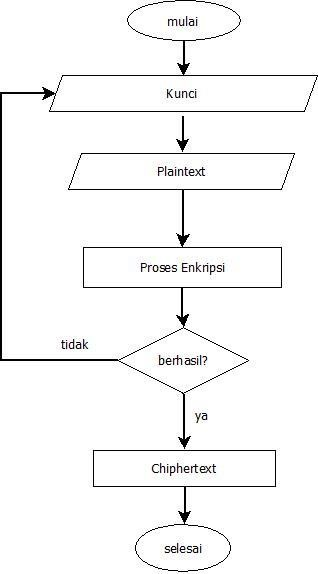 mulai
Kunci
Plaintext
Proses Enkripsi
tidak
berhasil?
ya
Chiphertext
selesai